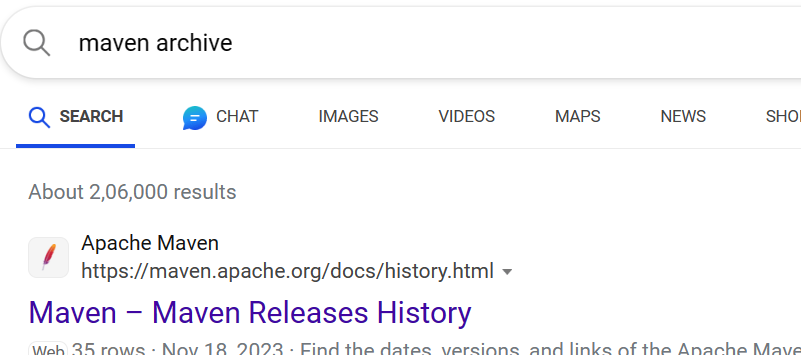 maven archive
SEARCH CHAT IMAGES VIDEOS MAPS NEWS SHO
About 2,06,000 results
Apache Maven
https://maven.apache.org/docs/history.html
Maven – Maven Releases History
Web 35 rows · Nov 18, 2023 · Find the dates, versions, and links of the Apache Mave